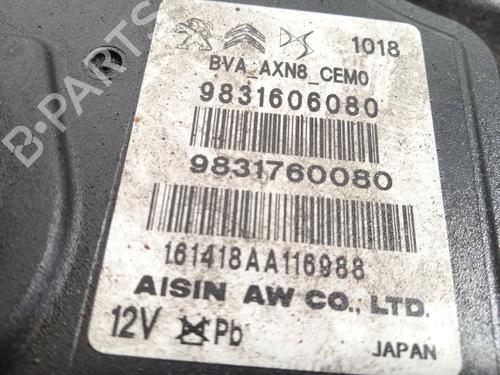 1018
BVA_AXN8_CEM0
9831606080
9831760080
161418AA116988
AISIN AW CO., LTD.
12V Pb
JAPAN
B-PARTS